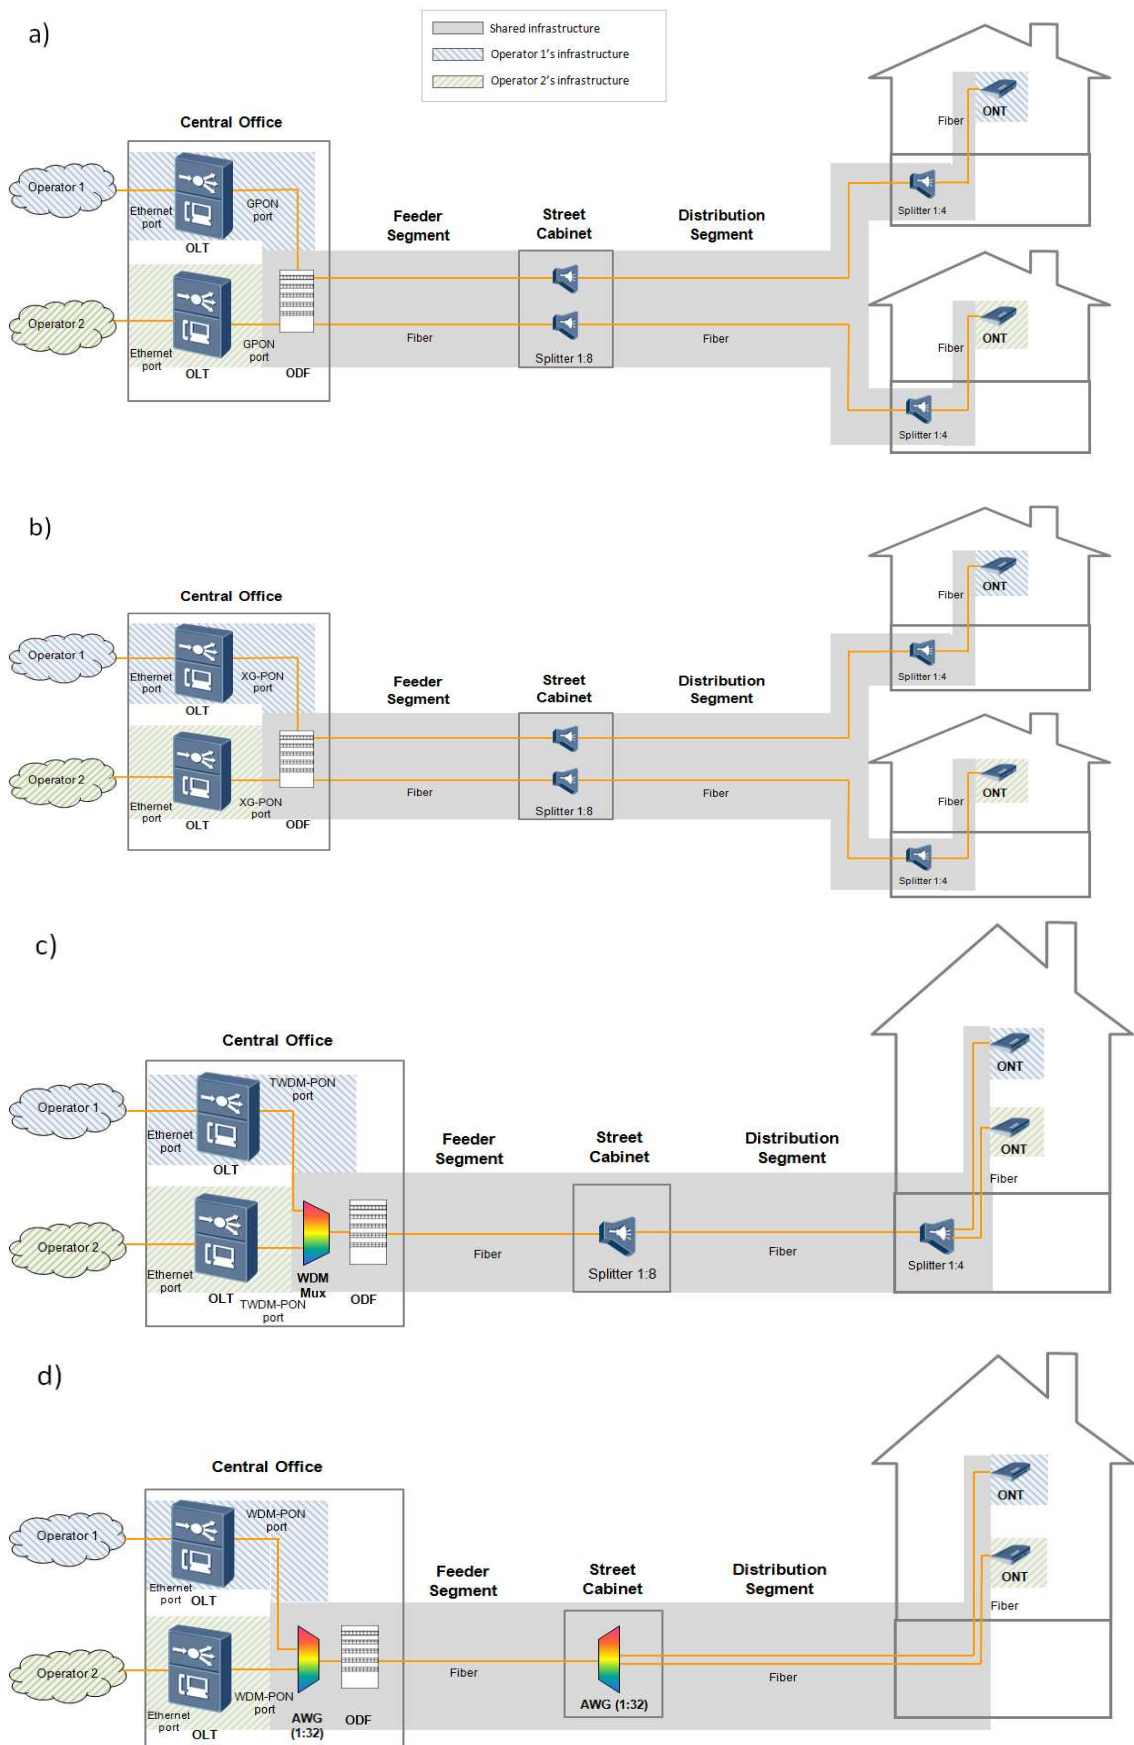 a)
Shared infrastructure
Operator 1's infrastructure
Operator 2's infrastructure
Central Office
Operator 1
Ethernet
port
GPON
port
OLT
Operator 2
Ethernet
port
GPON
port
OLT
ODF
Feeder
Segment
Fiber
Street
Cabinet
Splitter 1:8
Distribution
Segment
Fiber
Fiber
ONT
Splitter 1:4
Fiber
ONT
Splitter 1:4
b)
Central Office
Operator 1
Ethernet
port
XG-PON
port
OLT
Operator 2
Ethernet
port
XG-PON
port
OLT
ODF
Feeder
Segment
Fiber
Street
Cabinet
Splitter 1:8
Distribution
Segment
Fiber
Fiber
ONT
Splitter 1:4
Fiber
ONT
Splitter 1:4
c)
Central Office
Operator 1
Ethernet
port
TWDM-PON
port
OLT
Operator 2
Ethernet
port
OLT
TWDM-PON
port
WDM
Mux
ODF
Feeder
Segment
Fiber
Street
Cabinet
Splitter 1:8
Distribution
Segment
Fiber
ONT
ONT
Fiber
Splitter 1:4
d)
Central Office
Operator 1
Ethernet
port
WDM-PON
port
OLT
Operator 2
Ethernet
port
OLT
WDM-PON
port
AWG
(1:32)
ODF
Feeder
Segment
Fiber
Street
Cabinet
AWG (1:32)
Distribution
Segment
Fiber
ONT
ONT
Fiber